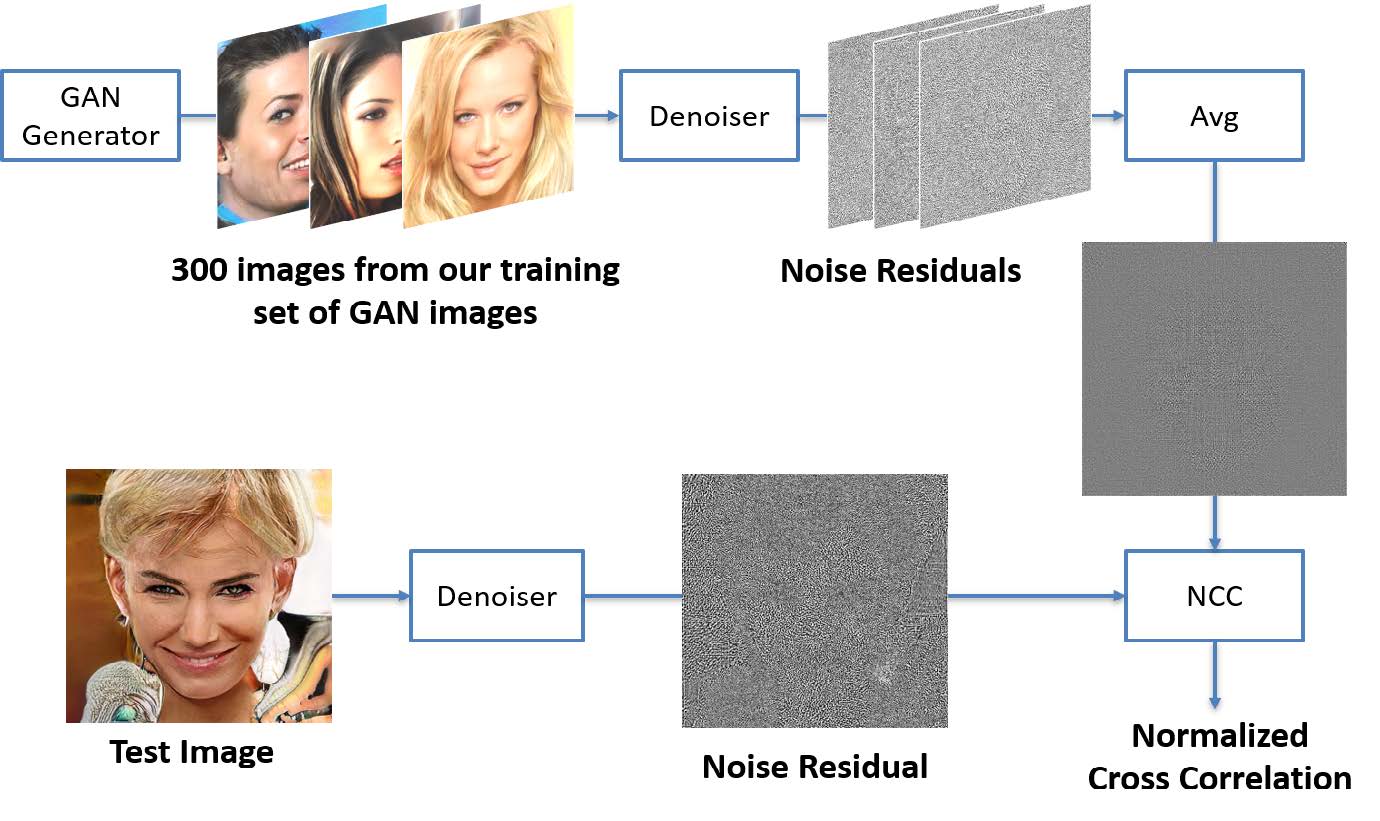 GAN
Generator
Denoiser
Avg
300 images from our training
set of GAN images
Noise Residuals
Denoiser
NCC
Test Image
Noise Residual
Normalized
Cross Correlation